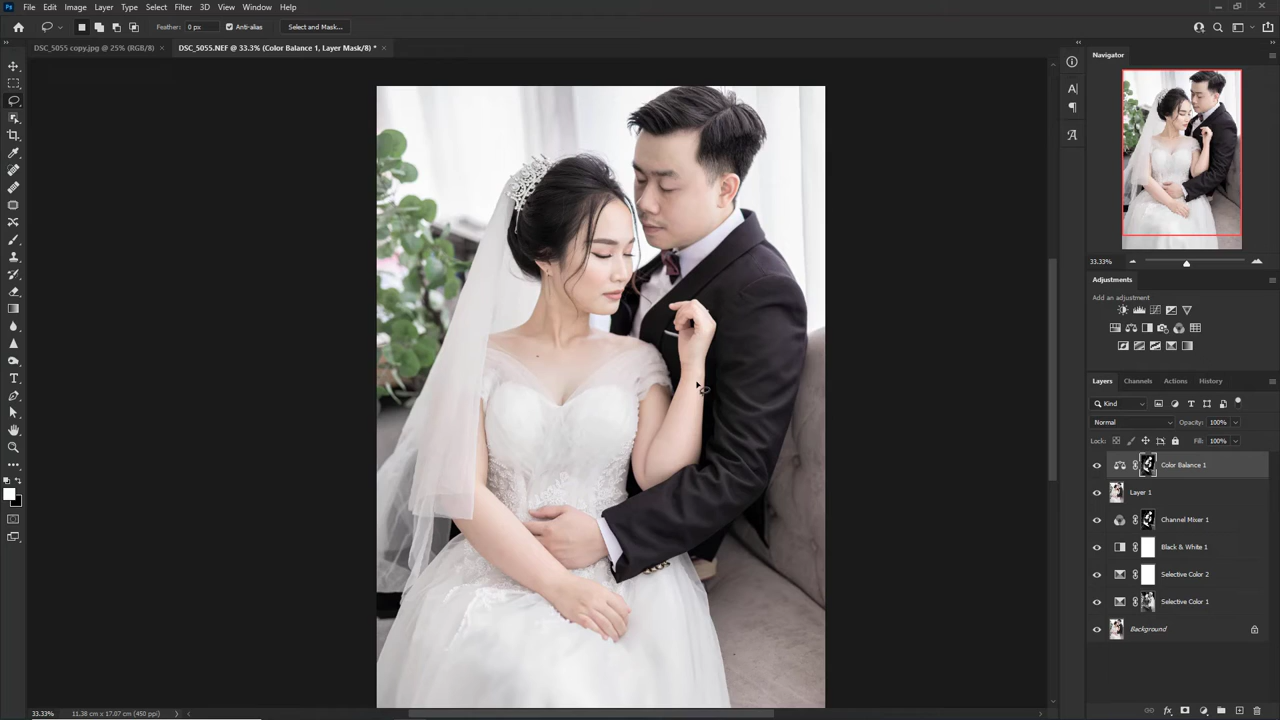 Ps File Edit Image Layer Type Select Filter 3D View Window Help
Feather: 0 px Anti-alias Select and Mask...
DSC_5055 copy.jpg @ 25% (RGB/8) × DSC_5055.NEF @ 33.3% (Color Balance 1, Layer Mask/8) * ×
Navigator
33.33%
Adjustments
Add an adjustment
Layers Channels Actions History
Kind
Normal Opacity: 100%
Lock: Fill: 100%
Color Balance 1
Layer 1
Channel Mixer 1
Black & White 1
Selective Color 2
Selective Color 1
Background
33.33% 11.38 cm x 17.07 cm (450 ppi)